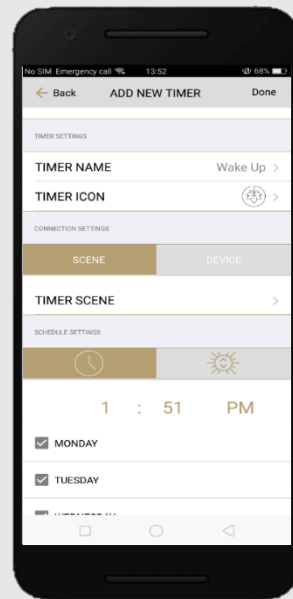 No SIM Emergency call 13:52 68%
Back ADD NEW TIMER Done
TIMER SETTINGS
TIMER NAME Wake Up >
TIMER ICON >
CONNECTION SETTINGS
SCENE DEVICE
TIMER SCENE >
SCHEDULE SETTINGS
1 : 51 PM
MONDAY
TUESDAY
WEDNESDAY